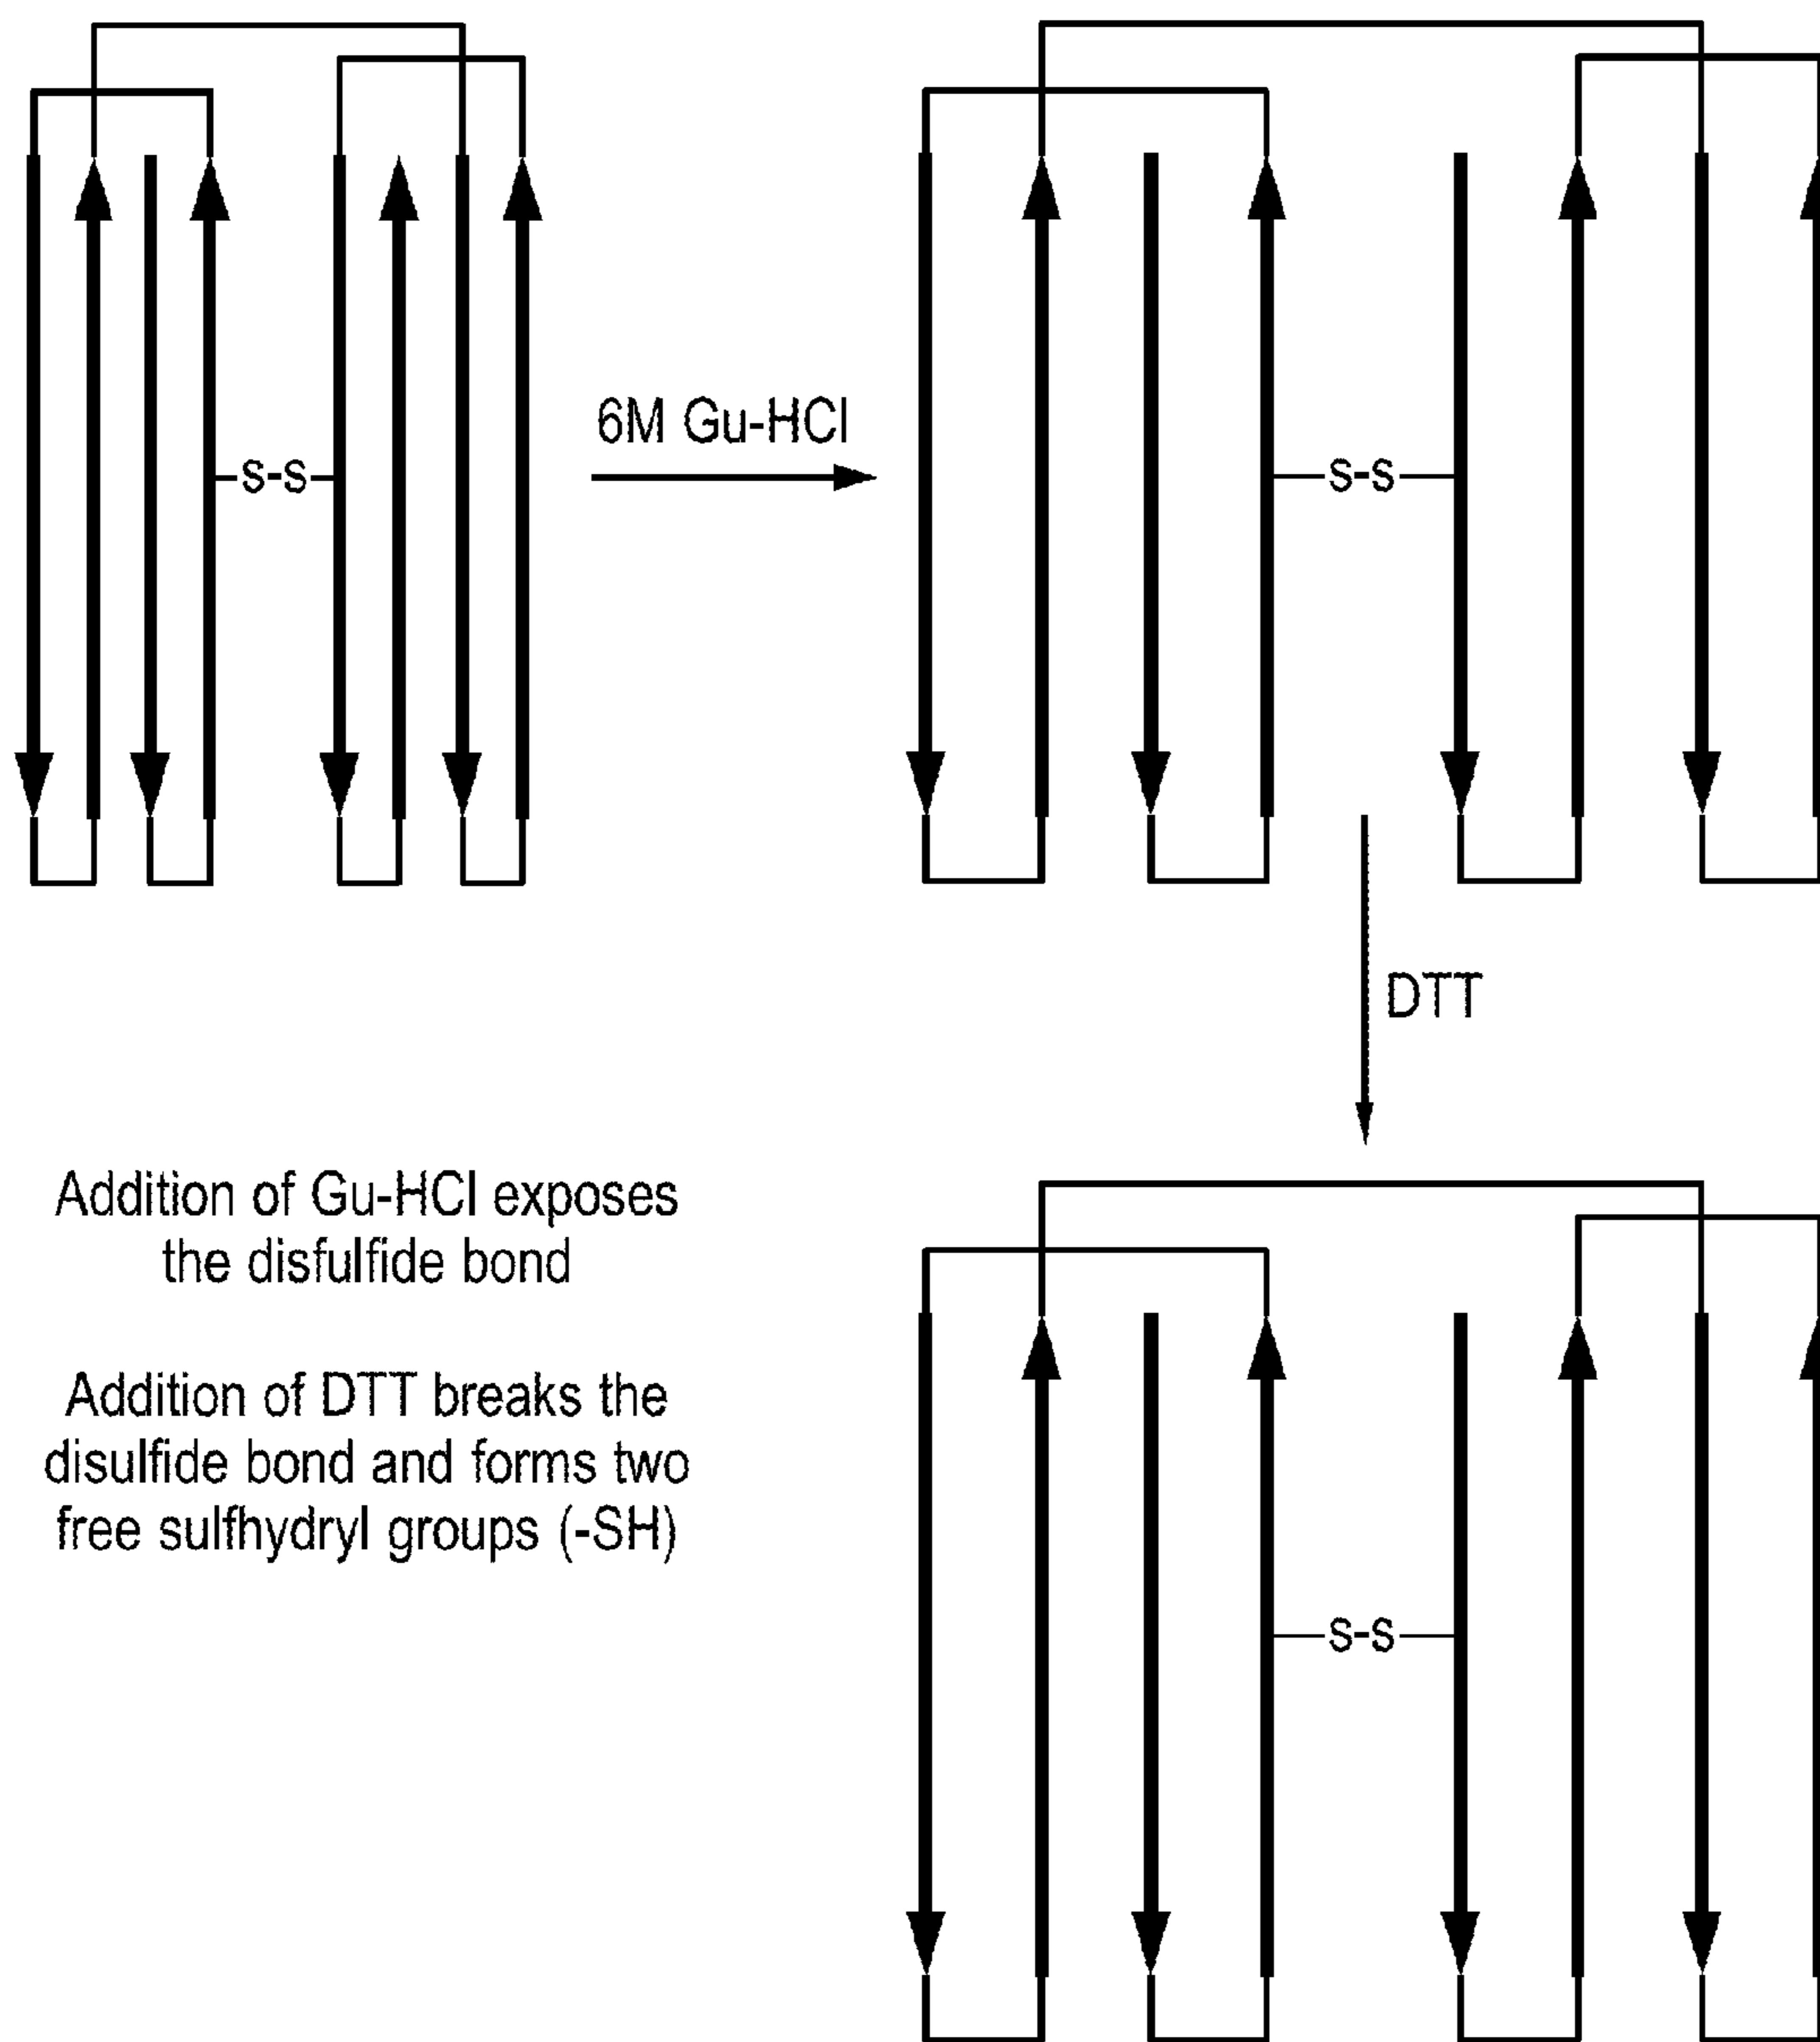 6M Gu-HCl
s-s
s-s
DTT
Addition of Gu-HCl exposes
the disfulfide bond
Addition of DTT breaks the
disulfide bond and forms two
free sulfhydryl groups (-SH)
s-s